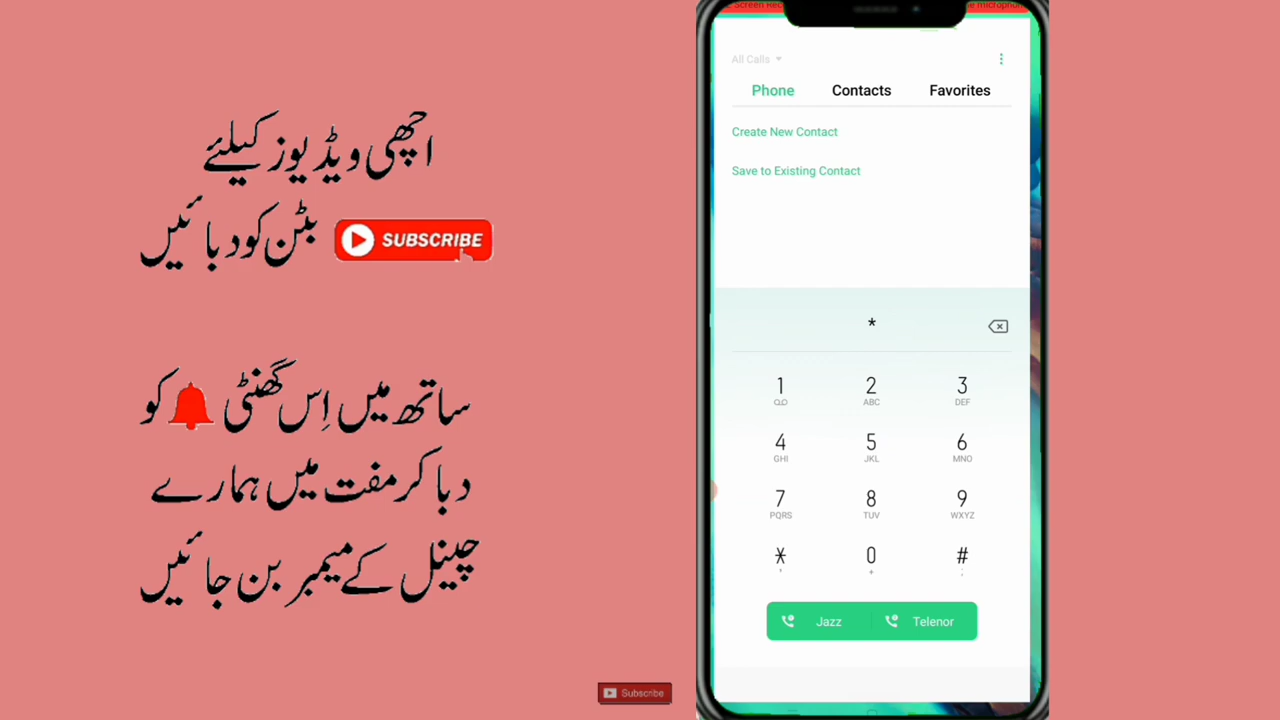 اچھی ویڈیوز کیلئے
SUBSCRIBE بٹن کو دبائیں
ساتھ میں اِس گھنٹی کو
دبا کر مفت میں ہمارے
چینل کے میمبر بن جائیں
Subscribe
All Calls
Phone Contacts Favorites
Create New Contact
Save to Existing Contact
*
1 2 3
ABC DEF
4 5 6
GHI JKL MNO
7 8 9
PQRS TUV WXYZ
* 0 #
, + ;
Jazz Telenor